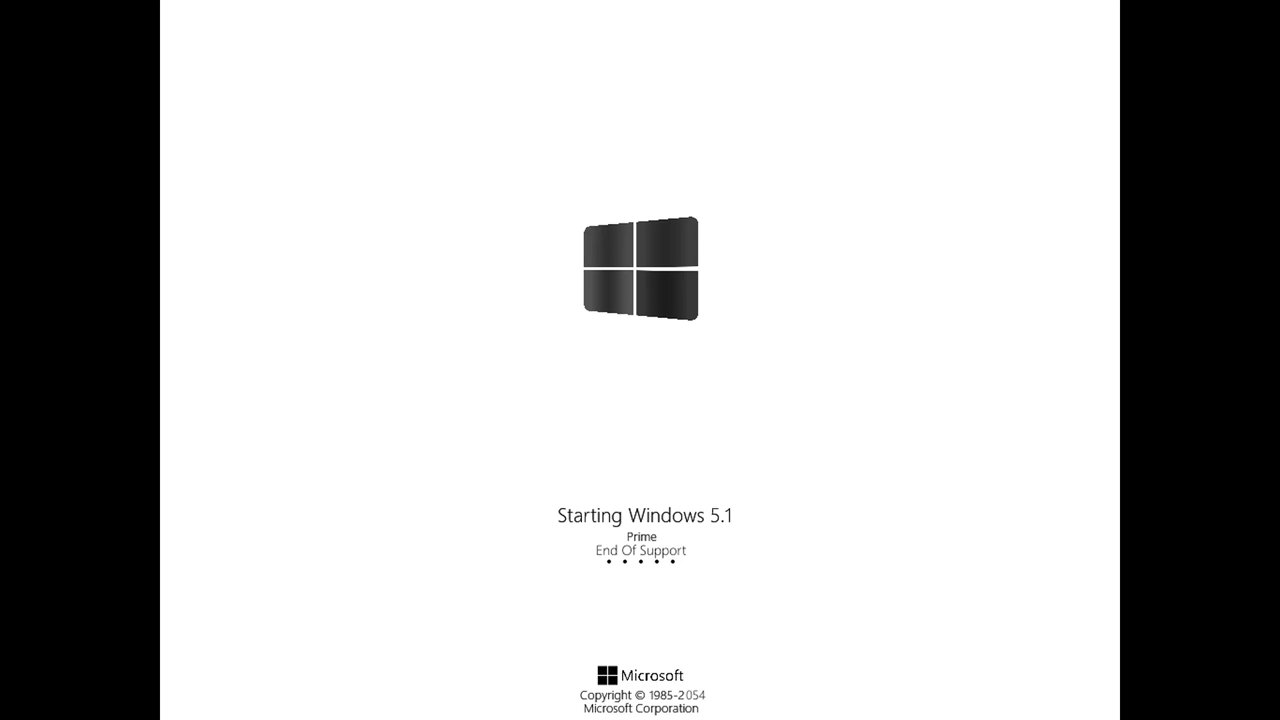 Starting Windows 5.1
Prime
End Of Support
Microsoft
Copyright © 1985-2054
Microsoft Corporation